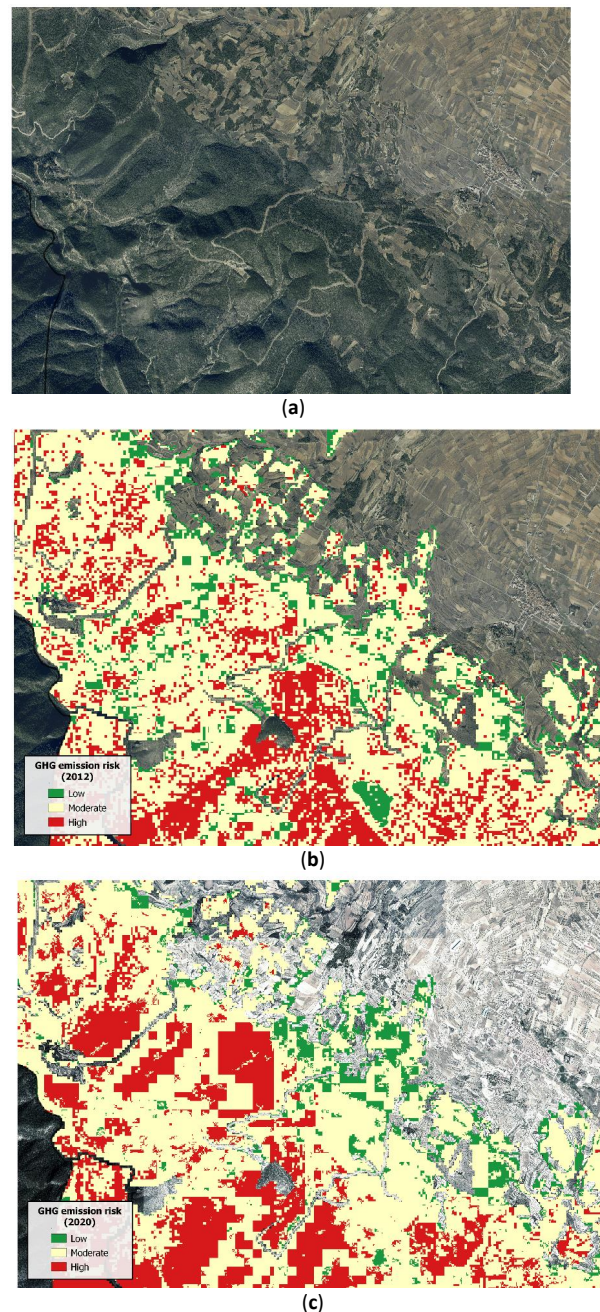 (a)
GHG emission risk
(2012)
Low
Moderate
High
(b)
GHG emission risk
(2020)
Low
Moderate
High
(c)